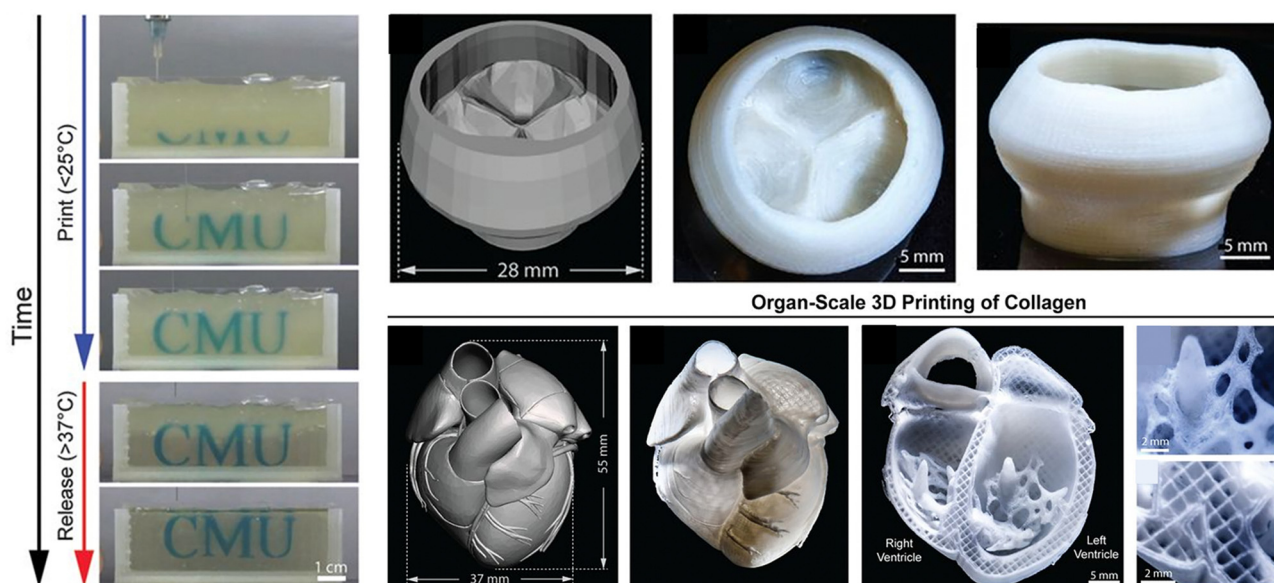 Time
Print (<25°C)
Release (>37°C)
CMU
CMU
CMU
CMU
CMU
1 cm
28 mm
5 mm
5 mm
Organ-Scale 3D Printing of Collagen
55 mm
37 mm
Right
Ventricle
Left
Ventricle
5 mm
2 mm
2 mm